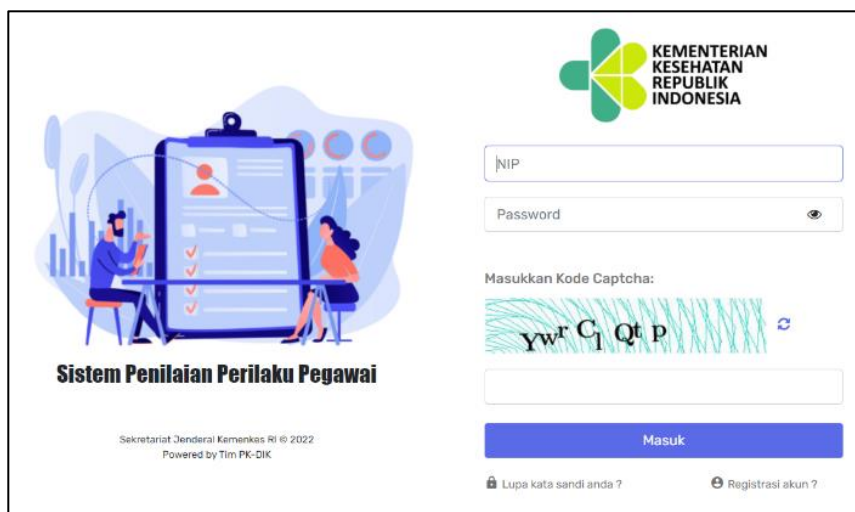 KEMENTERIAN
KESEHATAN
REPUBLIK
INDONESIA
NIP
Password
Masukkan Kode Captcha:
Masuk
Lupa kata sandi anda ?
Registrasi akun ?
Sistem Penilaian Perilaku Pegawai
Sekretariat Jenderal Kemenkes RI © 2022
Powered by Tim PK-DIK